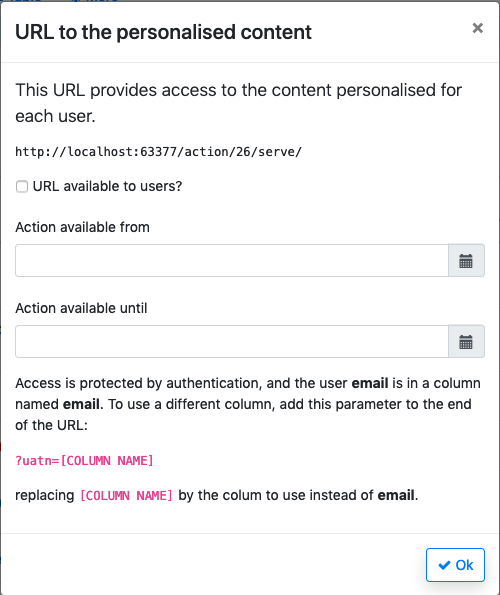 URL to the personalised content
×
This URL provides access to the content personalised for
each user.
http://localhost:63377/action/26/serve/
URL available to users?
Action available from
Action available until
Access is protected by authentication, and the user email is in a column
named email. To use a different column, add this parameter to the end
of the URL:
?uatn=[COLUMN NAME]
replacing [COLUMN NAME] by the colum to use instead of email.
Ok